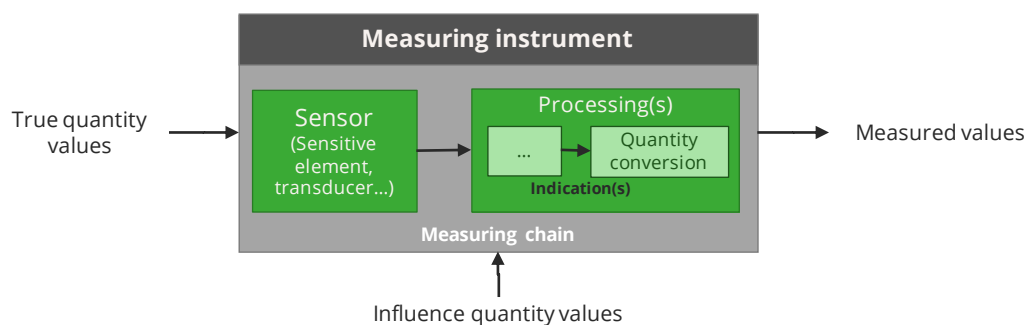 Measuring instrument
True quantity
values
Sensor
(Sensitive
element,
transducer...)
Processing(s)
...
Quantity
conversion
Indication(s)
Measuring chain
Measured values
Influence quantity values